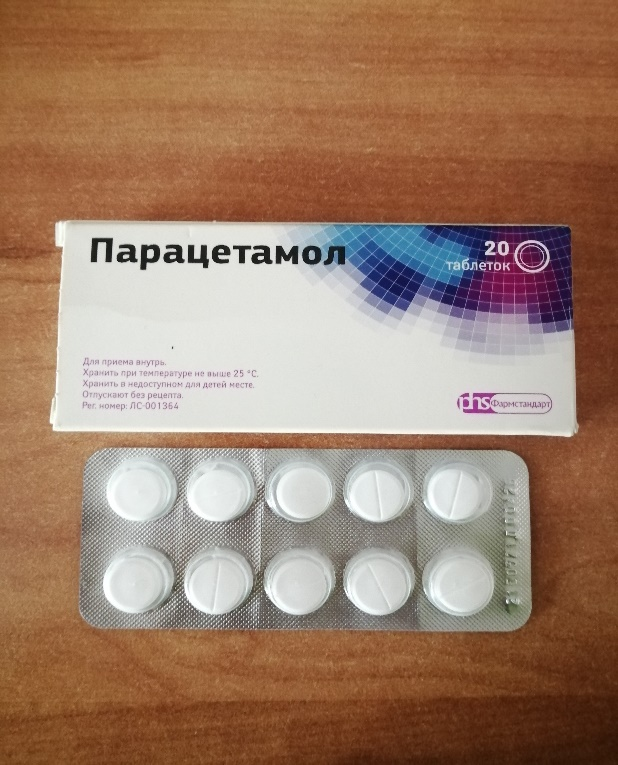 Парацетамол
20
таблеток
Для приема внутрь.
Хранить при температуре не выше 25 °С.
Хранить в недоступном для детей месте.
Отпускают без рецепта.
Рег. номер: ЛС-001364
phs Фармстандарт